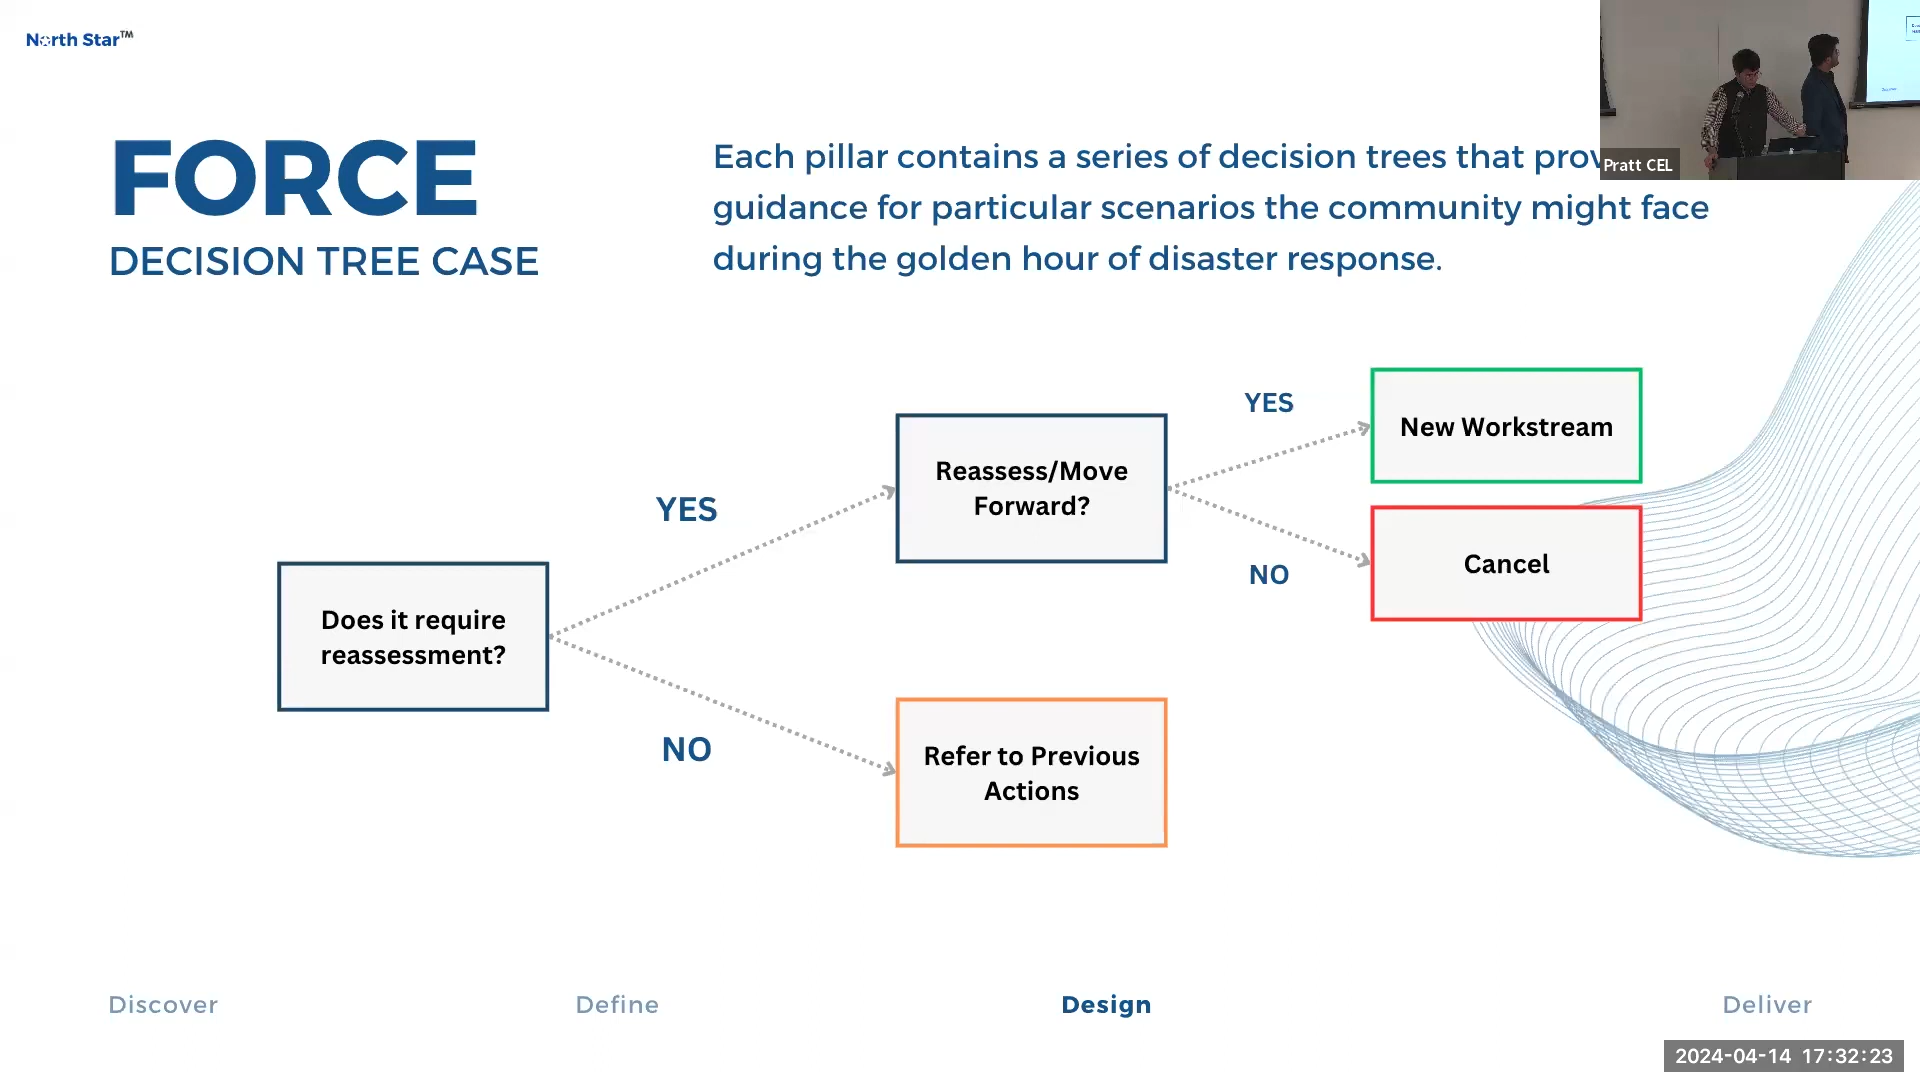 North Star™
FORCE
DECISION TREE CASE
Each pillar contains a series of decision trees that
guidance for particular scenarios the community might face
during the golden hour of disaster response.
Pratt CEL
YES
New Workstream
Reassess/Move
Forward?
YES
NO
Cancel
Does it require
reassessment?
NO
Refer to Previous
Actions
Discover
Define
Design
Deliver
2024-04-14 17:32:23